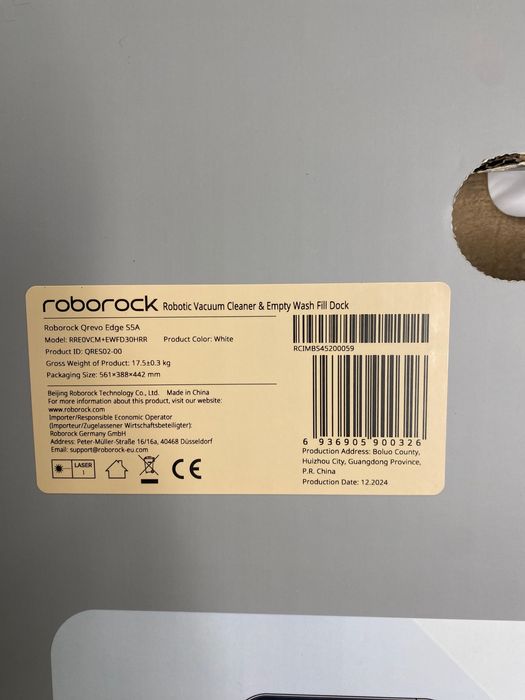 roborock Robotic Vacuum Cleaner & Empty Wash Fill Dock
Roborock Qrevo Edge S5A
Model: RRE0VCM+EWFD30HRR Product Color: White
Product ID: QRES02-00
Gross Weight of Product: 17.5±0.3 kg
Packaging Size: 561×388×442 mm
RCIMBS45200059
Beijing Roborock Technology Co., Ltd. Made in China
For more information about this product, visit our website:
www.roborock.com
Importer/Responsible Economic Operator
(Importeur/Zugelassener Wirtschaftsbeteiligter):
Roborock Germany GmbH
Address: Peter-Müller-Straße 16/16a, 40468 Düsseldorf
Email: support@roborock-eu.com
LASER
1
CE
6 936905 900326
Production Address: Boluo County,
Huizhou City, Guangdong Province,
P.R. China
Production Date: 12.2024